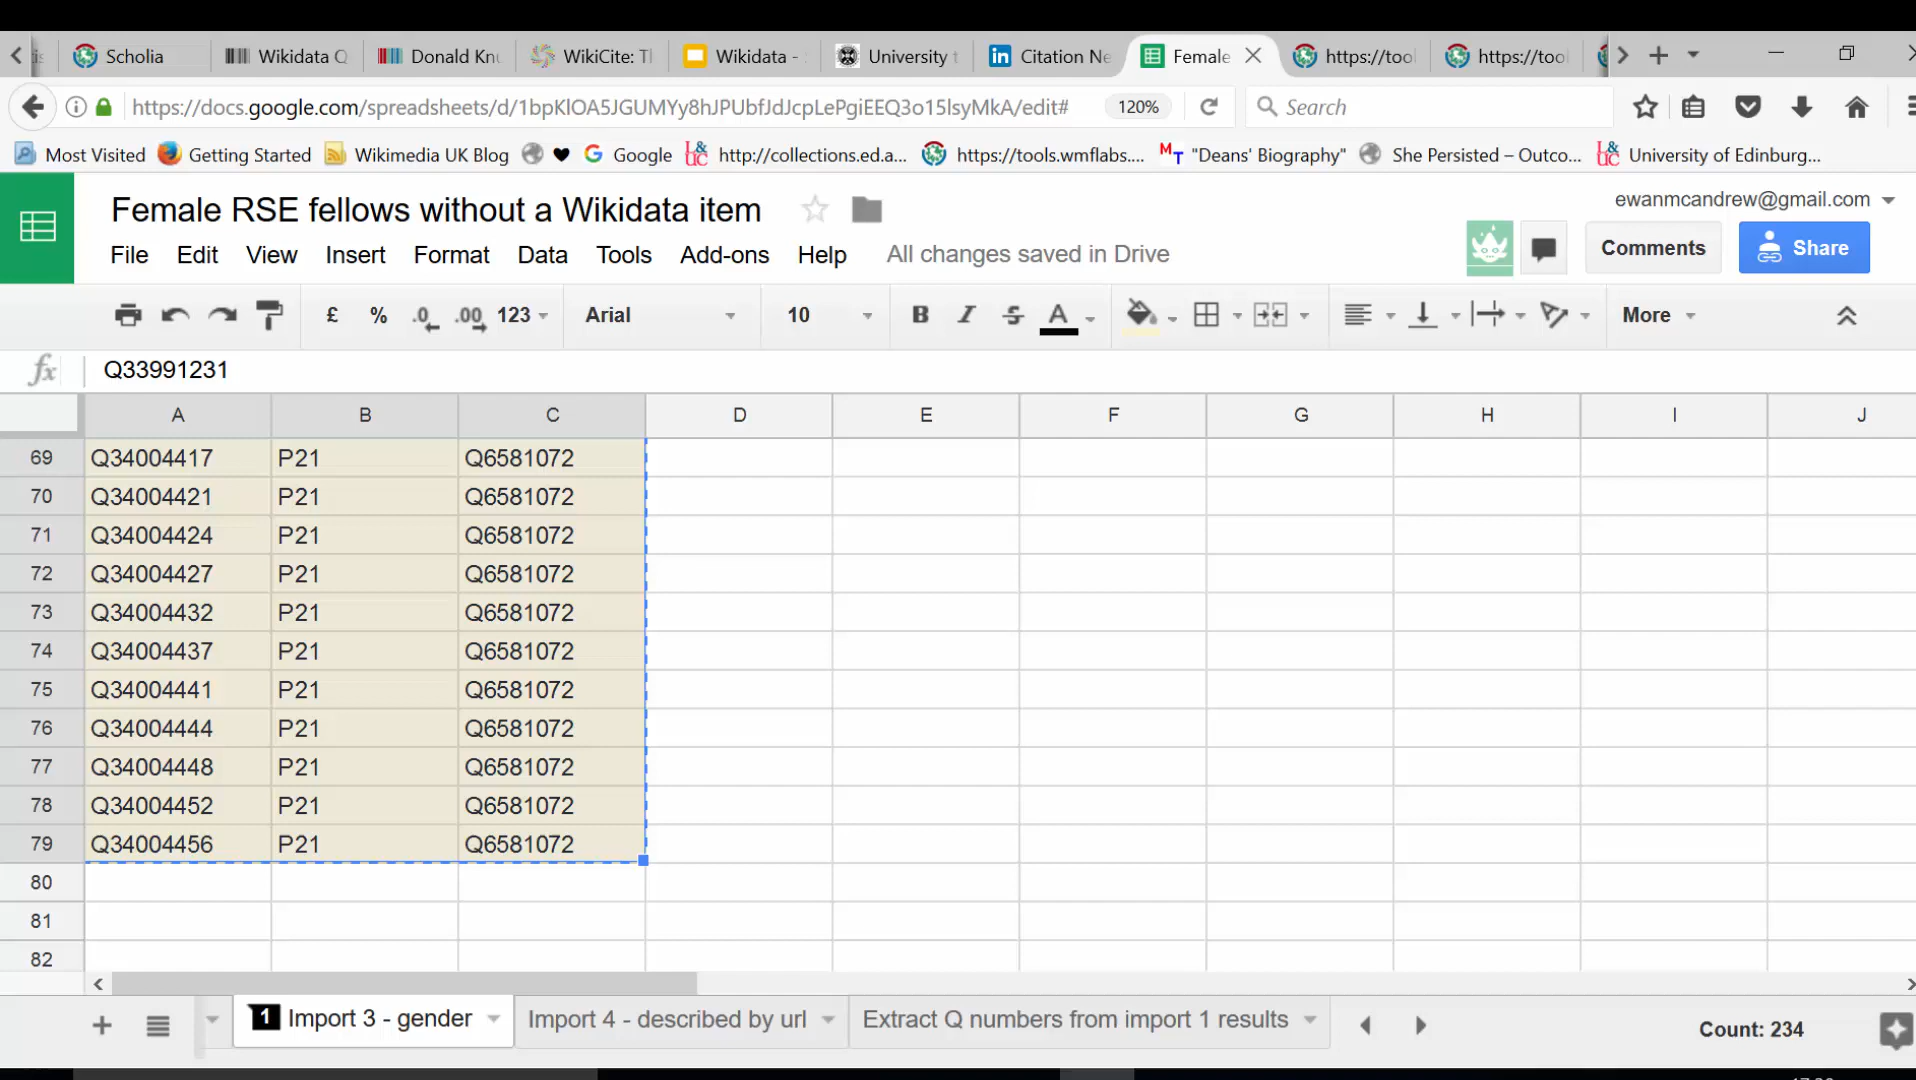 Scholia Wikidata Q Donald Knu WikiCite: Tl Wikidata - University t Citation Ne Female https://tool https://tool
https://docs.google.com/spreadsheets/d/1bpKlOA5JGUMYy8hJPUbfJdJcpLePgiEEQ3o15lsyMkA/edit# 120% Search
Most Visited Getting Started Wikimedia UK Blog Google http://collections.ed.a... https://tools.wmflabs.... "Deans' Biography" She Persisted – Outco... University of Edinburg...
Female RSE fellows without a Wikidata item
ewanmcandrew@gmail.com
File Edit View Insert Format Data Tools Add-ons Help All changes saved in Drive Comments Share
£ % .0 .00 123 Arial 10 B I S A More
fx Q33991231
A B C D E F G H I J
69 Q34004417 P21 Q6581072
70 Q34004421 P21 Q6581072
71 Q34004424 P21 Q6581072
72 Q34004427 P21 Q6581072
73 Q34004432 P21 Q6581072
74 Q34004437 P21 Q6581072
75 Q34004441 P21 Q6581072
76 Q34004444 P21 Q6581072
77 Q34004448 P21 Q6581072
78 Q34004452 P21 Q6581072
79 Q34004456 P21 Q6581072
80
81
82
1 Import 3 - gender Import 4 - described by url Extract Q numbers from import 1 results Count: 234